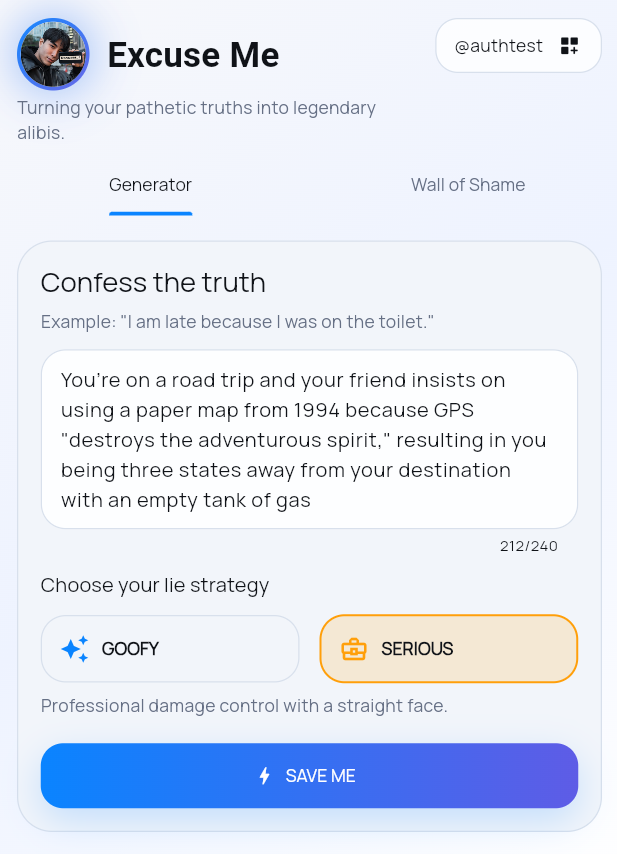 Excuse Me
@authtest
Turning your pathetic truths into legendary
alibis.
Generator
Wall of Shame
Confess the truth
Example: "I am late because I was on the toilet."
You’re on a road trip and your friend insists on
using a paper map from 1994 because GPS
"destroys the adventurous spirit," resulting in you
being three states away from your destination
with an empty tank of gas
212/240
Choose your lie strategy
GOOFY
SERIOUS
Professional damage control with a straight face.
SAVE ME